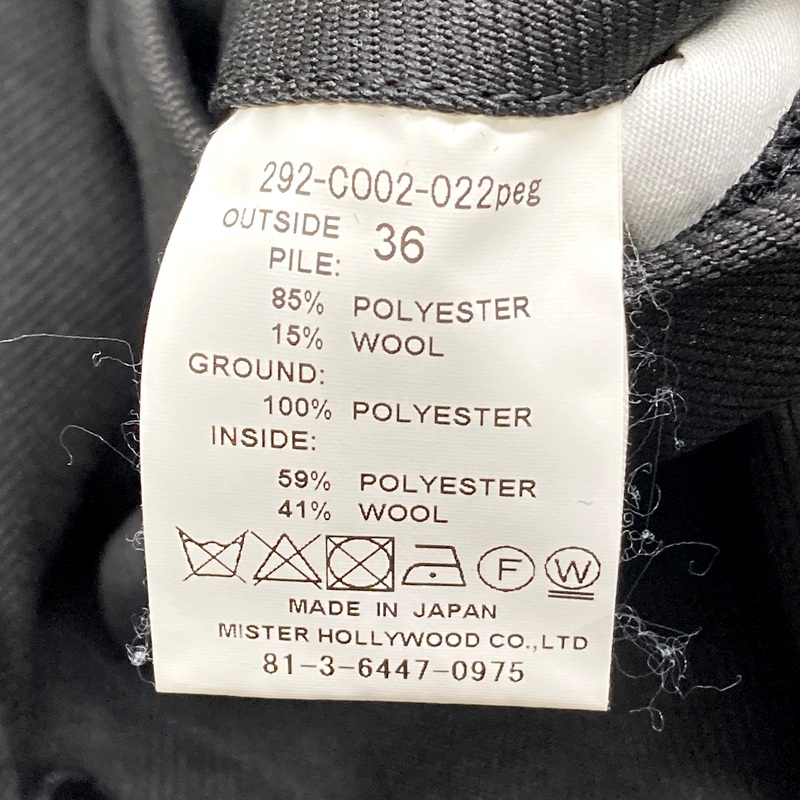 292-CO02-022peg
OUTSIDE 36
PILE:
85% POLYESTER
15% WOOL
GROUND:
100% POLYESTER
INSIDE:
59% POLYESTER
41% WOOL
F W
MADE IN JAPAN
MISTER HOLLYWOOD CO.,LTD
81-3-6447-0975